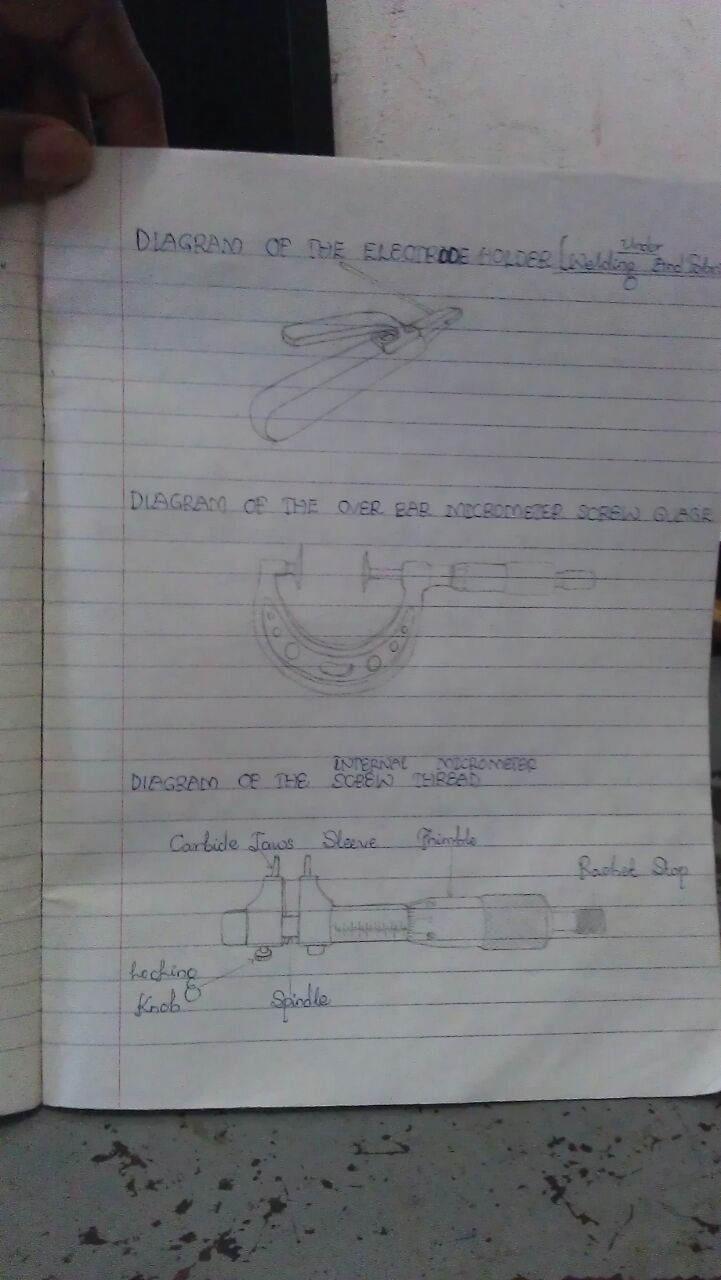 DIAGRAM OF THE ELECTRODE HOLDER [Under
Welding And Fabri
DIAGRAM OF THE OVER BAR MICROMETER SCREW GUAGE
INTERNAL MICROMETER
DIAGRAM OF THE SCREW THREAD
Carbide Jaws Sleeve Thimble
Rachet Stop
Locking
Knob Spindle